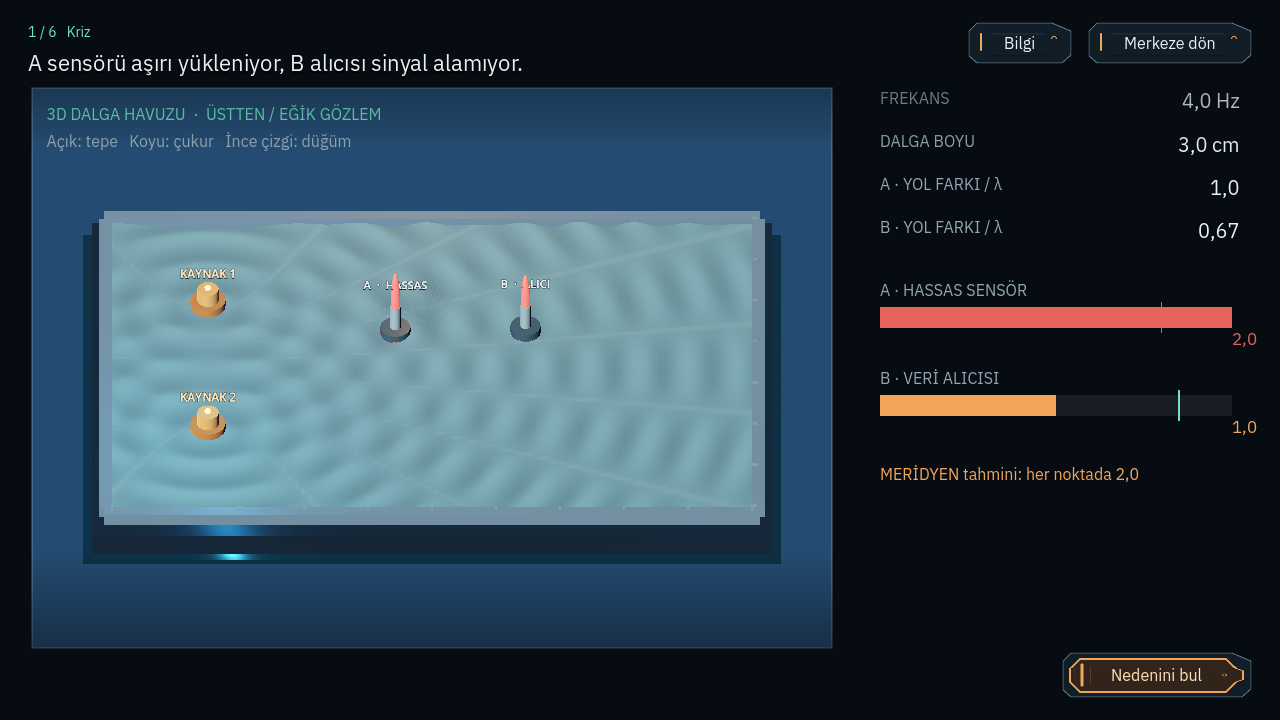 1 / 6 Kriz
A sensörü aşırı yükleniyor, B alıcısı sinyal alamıyor.
Bilgi
Merkeze dön
3D DALGA HAVUZU · ÜSTTEN / EĞİK GÖZLEM
Açık: tepe Koyu: çukur İnce çizgi: düğüm
KAYNAK 1
A · HASSAS
B · ALICI
KAYNAK 2
FREKANS
4,0 Hz
DALGA BOYU
3,0 cm
A · YOL FARKI / λ
1,0
B · YOL FARKI / λ
0,67
A · HASSAS SENSÖR
2,0
B · VERİ ALICISI
1,0
MERİDYEN tahmini: her noktada 2,0
Nedenini bul